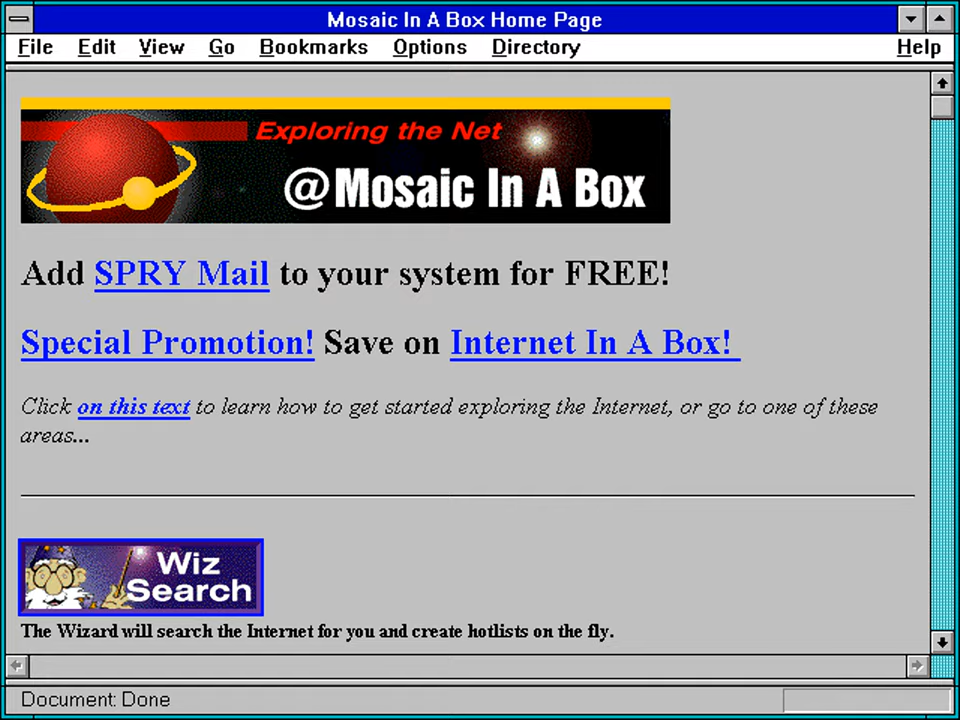 Mosaic In A Box Home Page
File Edit View Go Bookmarks Options Directory Help
Exploring the Net
@Mosaic In A Box
Add SPRY Mail to your system for FREE!
Special Promotion! Save on Internet In A Box!
Click on this text to learn how to get started exploring the Internet, or go to one of these
areas...
Wiz
Search
The Wizard will search the Internet for you and create hotlists on the fly.
Document: Done